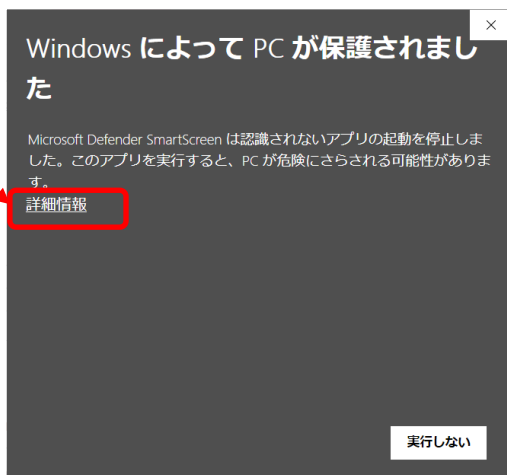 Windows によって PC が保護されまし
た
Microsoft Defender SmartScreen は認識されないアプリの起動を停止しま
した。このアプリを実行すると、PC が危険にさらされる可能性がありま
す。
詳細情報
実行しない